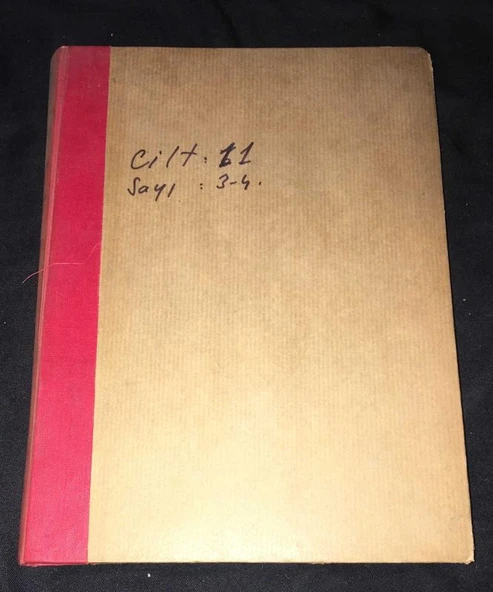 Cilt: 11
Sayı : 3-4.